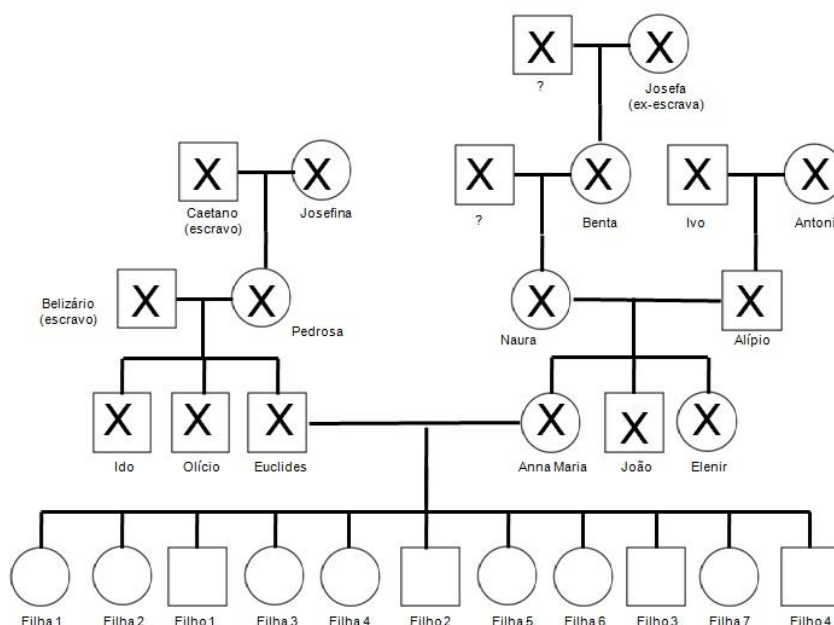 ?
Josefa
(ex-escrava)
Caetano
(escravo)
Josefina
?
Benta
Ivo
Antoni
Belizário
(escravo)
Pedrosa
Naura
Alípio
Ido
Olício
Euclides
Anna Maria
João
Elenir
Filha 1
Filha 2
Filho 1
Filha 3
Filha 4
Filho 2
Filha 5
Filha 6
Filho 3
Filha 7
Filho 4